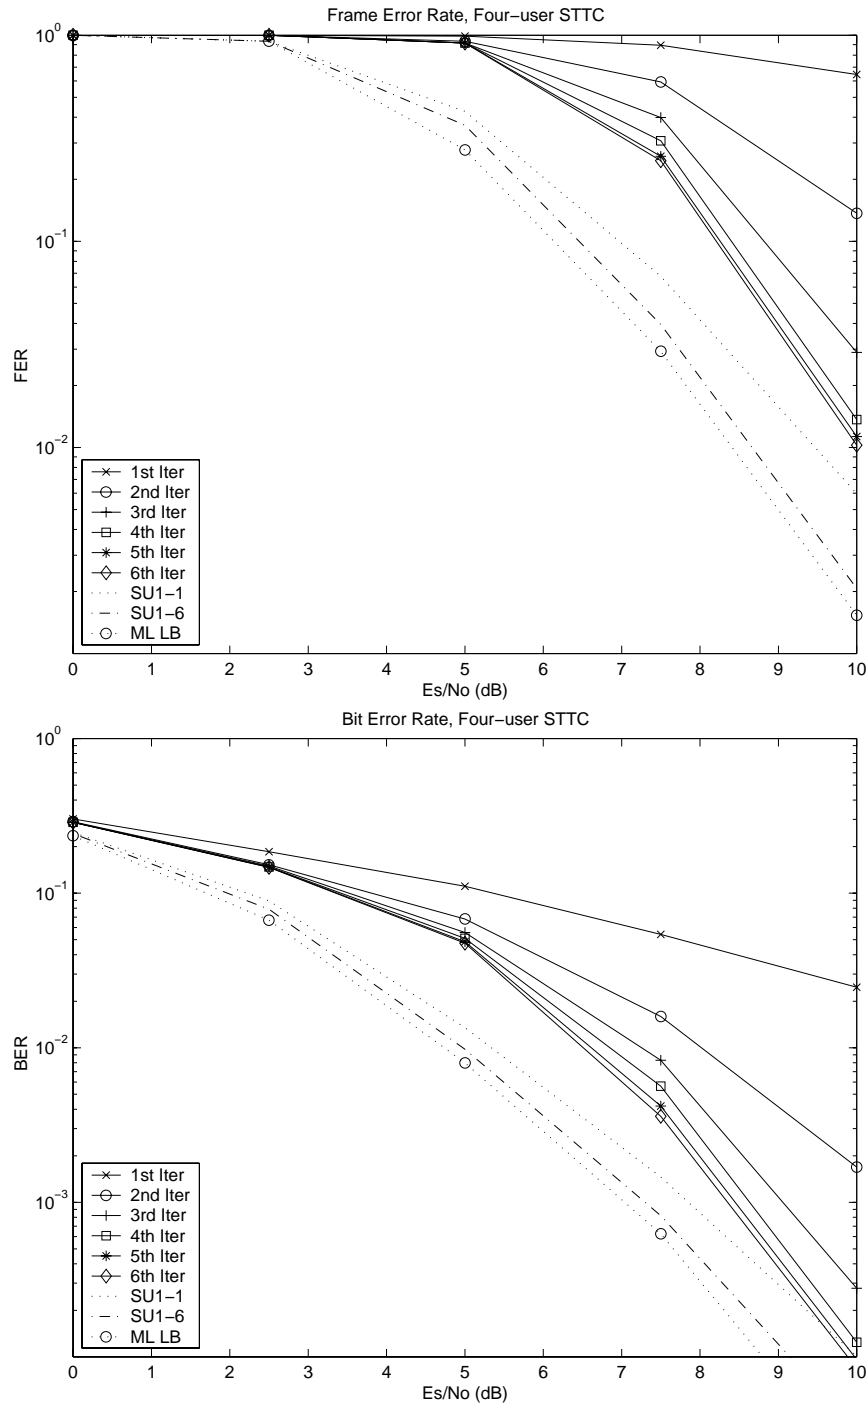 Frame Error Rate, Four−user STTC
10^0
10^−1
10^−2
FER
1st Iter
2nd Iter
3rd Iter
4th Iter
5th Iter
6th Iter
SU1−1
SU1−6
ML LB
0 1 2 3 4 5 6 7 8 9 10
Es/No (dB)
Bit Error Rate, Four−user STTC
10^0
10^−1
10^−2
10^−3
BER
1st Iter
2nd Iter
3rd Iter
4th Iter
5th Iter
6th Iter
SU1−1
SU1−6
ML LB
0 1 2 3 4 5 6 7 8 9 10
Es/No (dB)